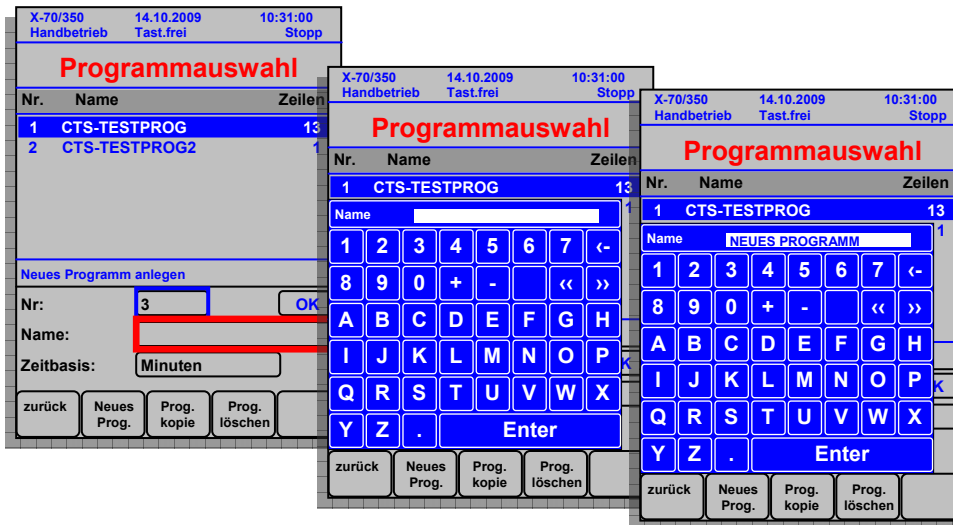 X-70/350 14.10.2009 10:31:00
Handbetrieb Tast.frei Stopp
Programmauswahl
Nr. Name Zeilen
1 CTS-TESTPROG 13
2 CTS-TESTPROG2 1
Neues Programm anlegen
Nr: 3 OK
Name:
Zeitbasis: Minuten
zurück Neues Prog. Prog. kopie Prog. löschen
X-70/350 14.10.2009 10:31:00
Handbetrieb Tast.frei Stopp
Programmauswahl
Nr. Name Zeilen
1 CTS-TESTPROG 13
1
Name
1 2 3 4 5 6 7 ‹-
8 9 0 + - ‹‹ ››
A B C D E F G H
I J K L M N O P
K
Q R S T U V W X
Y Z . Enter
zurück Neues Prog. Prog. kopie Prog. löschen
X-70/350 14.10.2009 10:31:00
Handbetrieb Tast.frei Stopp
Programmauswahl
Nr. Name Zeilen
1 CTS-TESTPROG 13
1
Name NEUES PROGRAMM
1 2 3 4 5 6 7 ‹-
8 9 0 + - ‹‹ ››
A B C D E F G H
I J K L M N O P
K
Q R S T U V W X
Y Z . Enter
zurück Neues Prog. Prog. kopie Prog. löschen